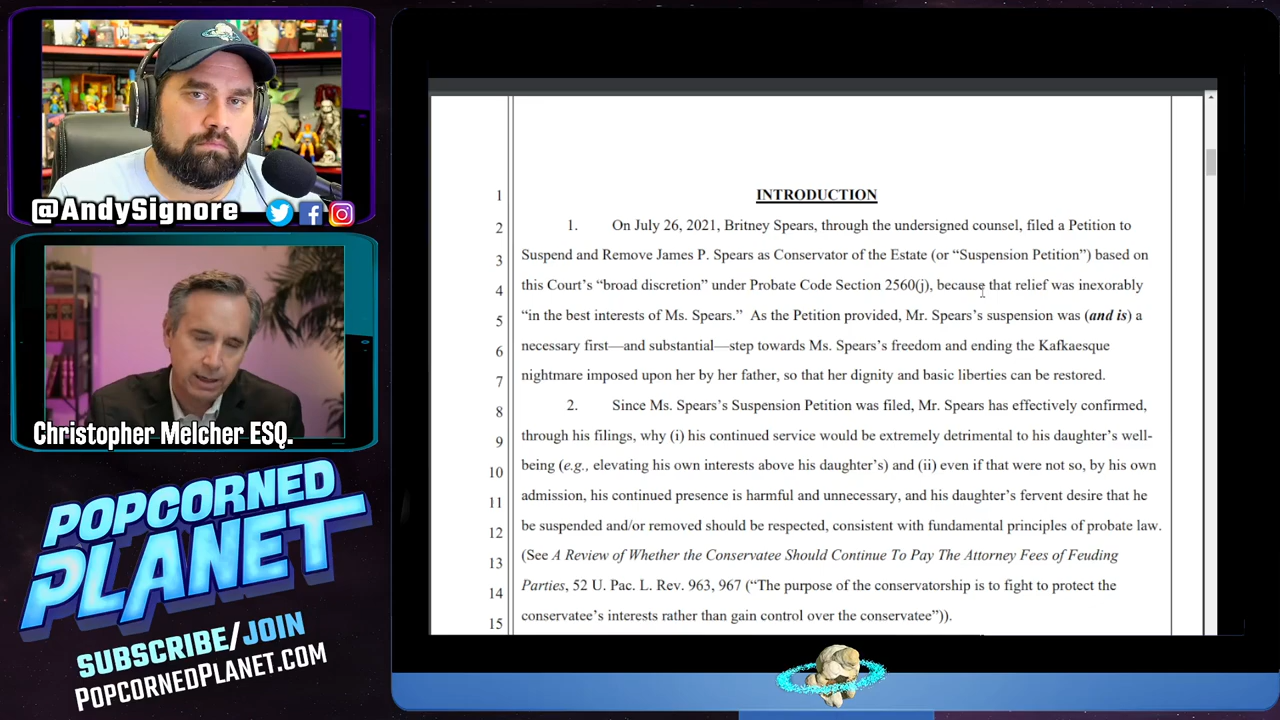 @AndySignore
Christopher Melcher ESQ.
POPCORNED
PLANET
SUBSCRIBE/JOIN
POPCORNEDPLANET.COM
1 INTRODUCTION
2 1. On July 26, 2021, Britney Spears, through the undersigned counsel, filed a Petition to
3 Suspend and Remove James P. Spears as Conservator of the Estate (or “Suspension Petition”) based on
4 this Court’s “broad discretion” under Probate Code Section 2560(j), because that relief was inexorably
5 “in the best interests of Ms. Spears.” As the Petition provided, Mr. Spears’s suspension was (and is) a
6 necessary first—and substantial—step towards Ms. Spears’s freedom and ending the Kafkaesque
7 nightmare imposed upon her by her father, so that her dignity and basic liberties can be restored.
8 2. Since Ms. Spears’s Suspension Petition was filed, Mr. Spears has effectively confirmed,
9 through his filings, why (i) his continued service would be extremely detrimental to his daughter’s well-
10 being (e.g., elevating his own interests above his daughter’s) and (ii) even if that were not so, by his own
11 admission, his continued presence is harmful and unnecessary, and his daughter’s fervent desire that he
12 be suspended and/or removed should be respected, consistent with fundamental principles of probate law.
13 (See A Review of Whether the Conservatee Should Continue To Pay The Attorney Fees of Feuding
14 Parties, 52 U. Pac. L. Rev. 963, 967 (“The purpose of the conservatorship is to fight to protect the
15 conservatee’s interests rather than gain control over the conservatee”)).